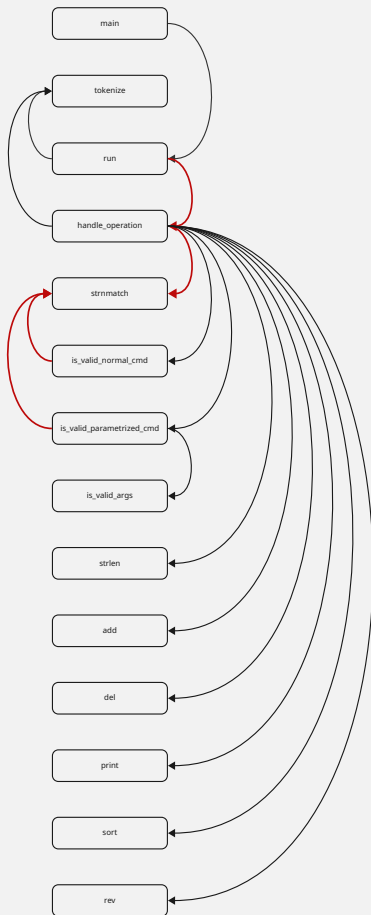 main
tokenize
run
handle_operation
strnmatch
is_valid_normal_cmd
is_valid_parametrized_cmd
is_valid_args
strlen
add
del
print
sort
rev